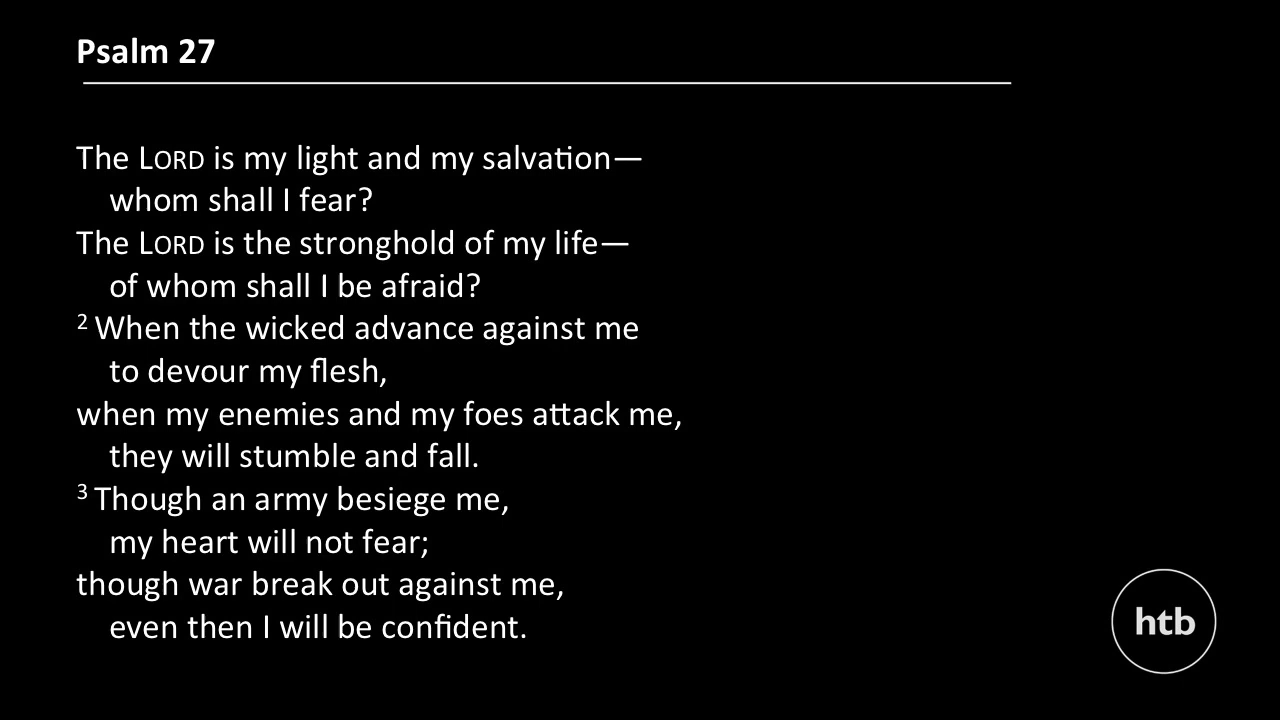 Psalm 27
The LORD is my light and my salvation—
whom shall I fear?
The LORD is the stronghold of my life—
of whom shall I be afraid?
2 When the wicked advance against me
to devour my flesh,
when my enemies and my foes attack me,
they will stumble and fall.
3 Though an army besiege me,
my heart will not fear;
though war break out against me,
even then I will be confident.
htb